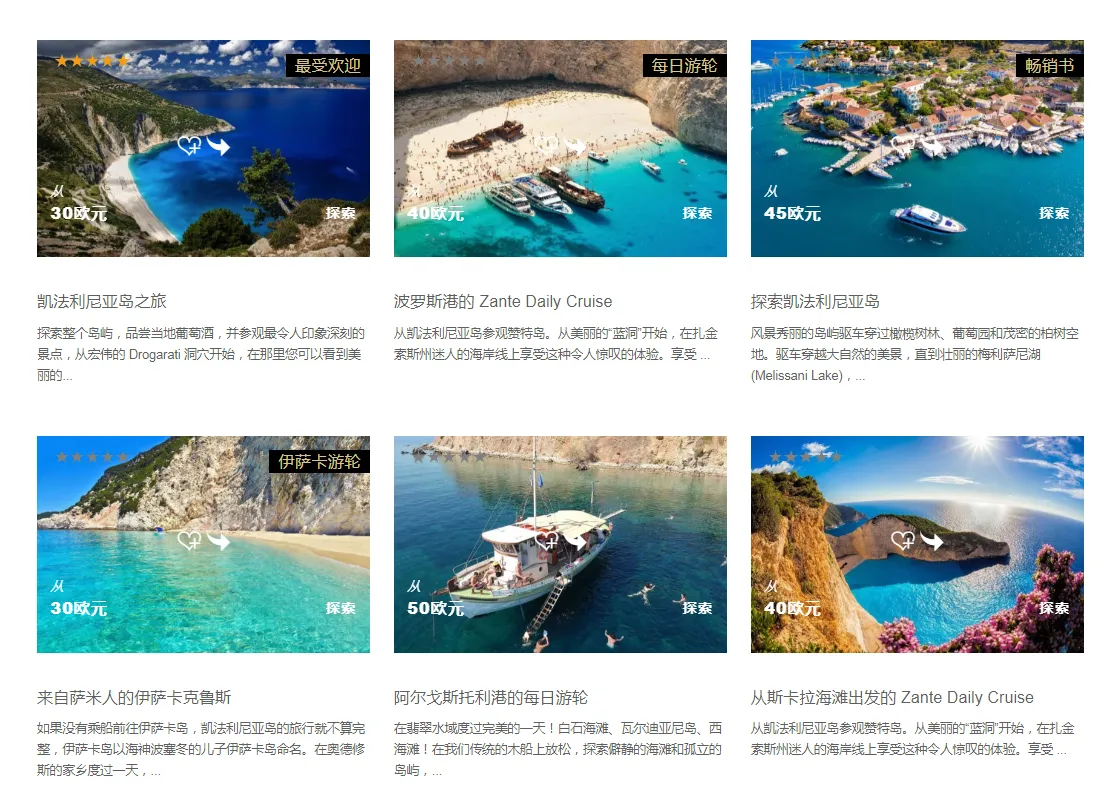 最受欢迎
每日游轮
畅销书
从
30欧元
探索
从
40欧元
探索
从
45欧元
探索
凯法利尼亚岛之旅
探索整个岛屿，品尝当地葡萄酒，并参观最令人印象深刻的
景点，从宏伟的 Drogarati 洞穴开始，在那里您可以看到美
丽的...
波罗斯港的 Zante Daily Cruise
从凯法利尼亚岛参观赞特岛。从美丽的“蓝洞”开始，在扎金
索斯州迷人的海岸线上享受这种令人惊叹的体验。享受 ...
探索凯法利尼亚岛
风景秀丽的岛屿驱车穿过橄榄树林、葡萄园和茂密的柏树空
地。驱车穿越大自然的美景，直到壮丽的梅利萨尼湖
(Melissani Lake)，...
伊萨卡游轮
从
30欧元
探索
从
50欧元
探索
从
40欧元
探索
来自萨米人的伊萨卡克鲁斯
如果没有乘船前往伊萨卡岛，凯法利尼亚岛的旅行就不算完
整，伊萨卡岛以海神波塞冬的儿子伊萨卡岛命名。在奥德修
斯的家乡度过一天，...
阿尔戈斯托利港的每日游轮
在翡翠水域度过完美的一天！白石海滩、瓦尔迪亚尼岛、西
海滩！在我们传统的木船上放松，探索僻静的海滩和孤立的
岛屿，...
从斯卡拉海滩出发的 Zante Daily Cruise
从凯法利尼亚岛参观赞特岛。从美丽的“蓝洞”开始，在扎金
索斯州迷人的海岸线上享受这种令人惊叹的体验。享受 ...